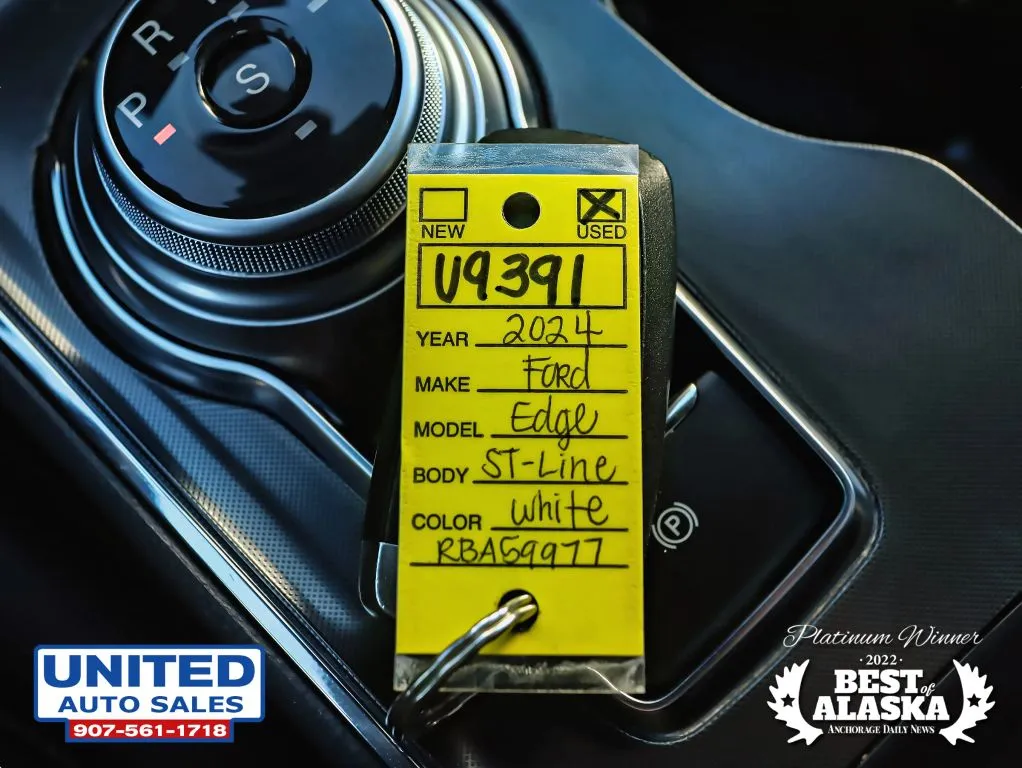 R
P
S
NEW
USED
U9391
YEAR 2024
MAKE Ford
MODEL Edge
BODY ST-Line
COLOR White
RBA59977
P
UNITED
AUTO SALES
907-561-1718
Platinum Winner
·2022·
BEST of
ALASKA
ANCHORAGE DAILY NEWS